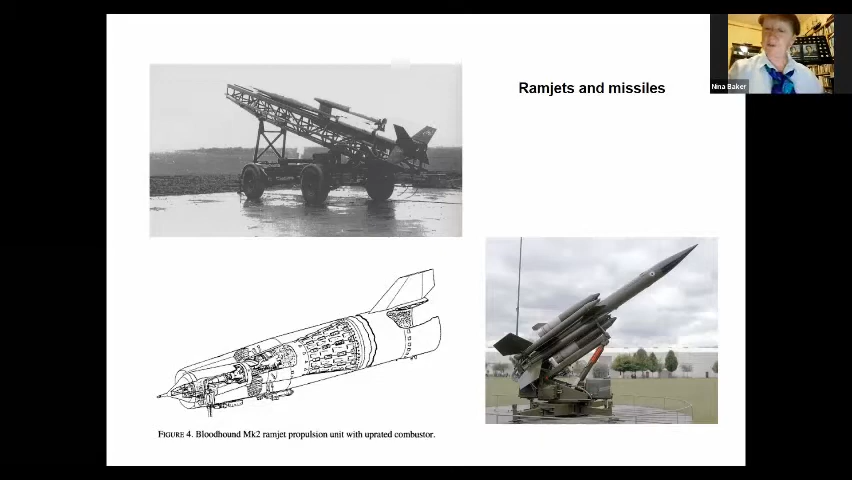 Ramjets and missiles
Nina Baker
FIGURE 4. Bloodhound Mk2 ramjet propulsion unit with uprated combustor.